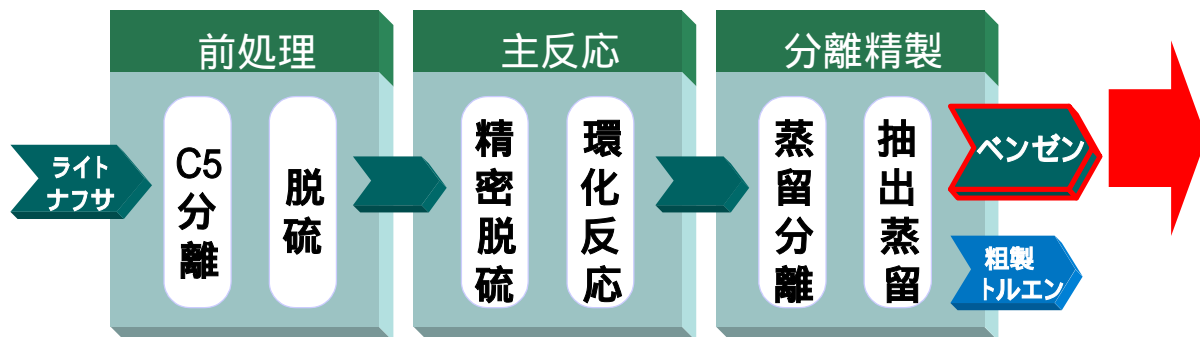 前処理
主反応
分離精製
ライト
ナフサ
C5分離
脱硫
精密脱硫
環化反応
蒸留分離
抽出蒸留
ベンゼン
粗製
トルエン